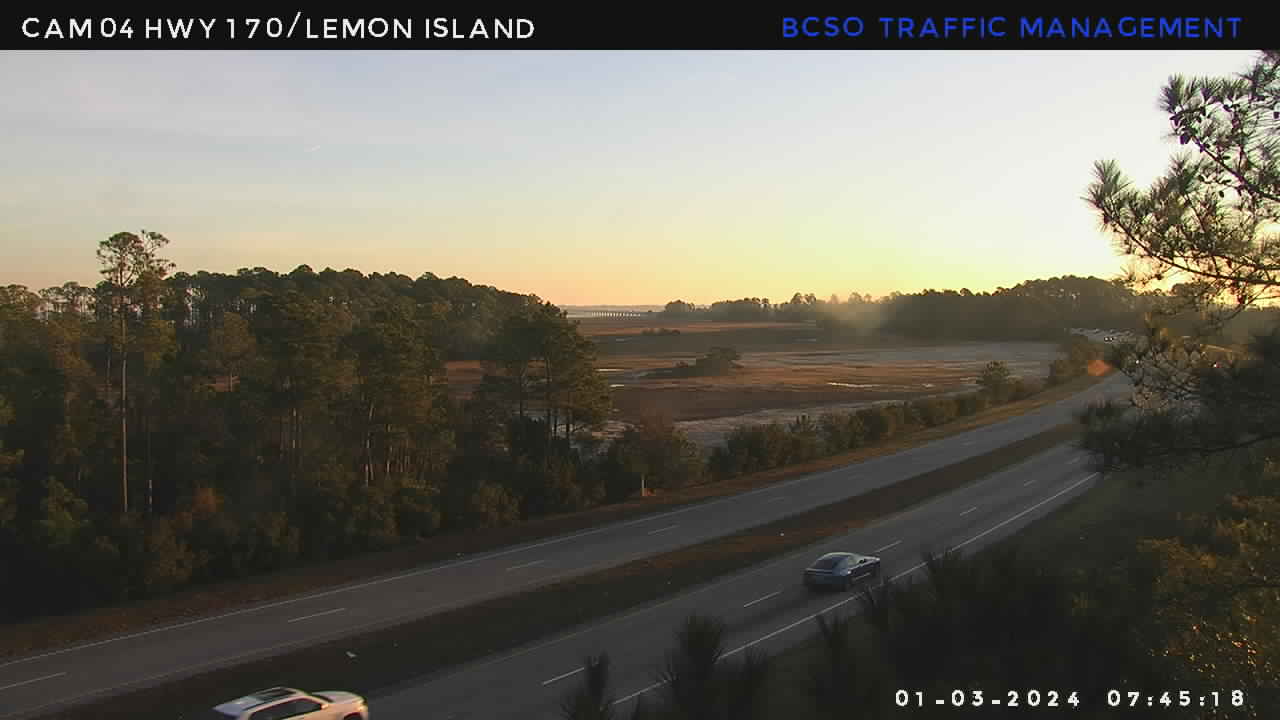 CAM04 HWY170/LEMON ISLAND
BCSO TRAFFIC MANAGEMENT
01-03-2024 07:45:18